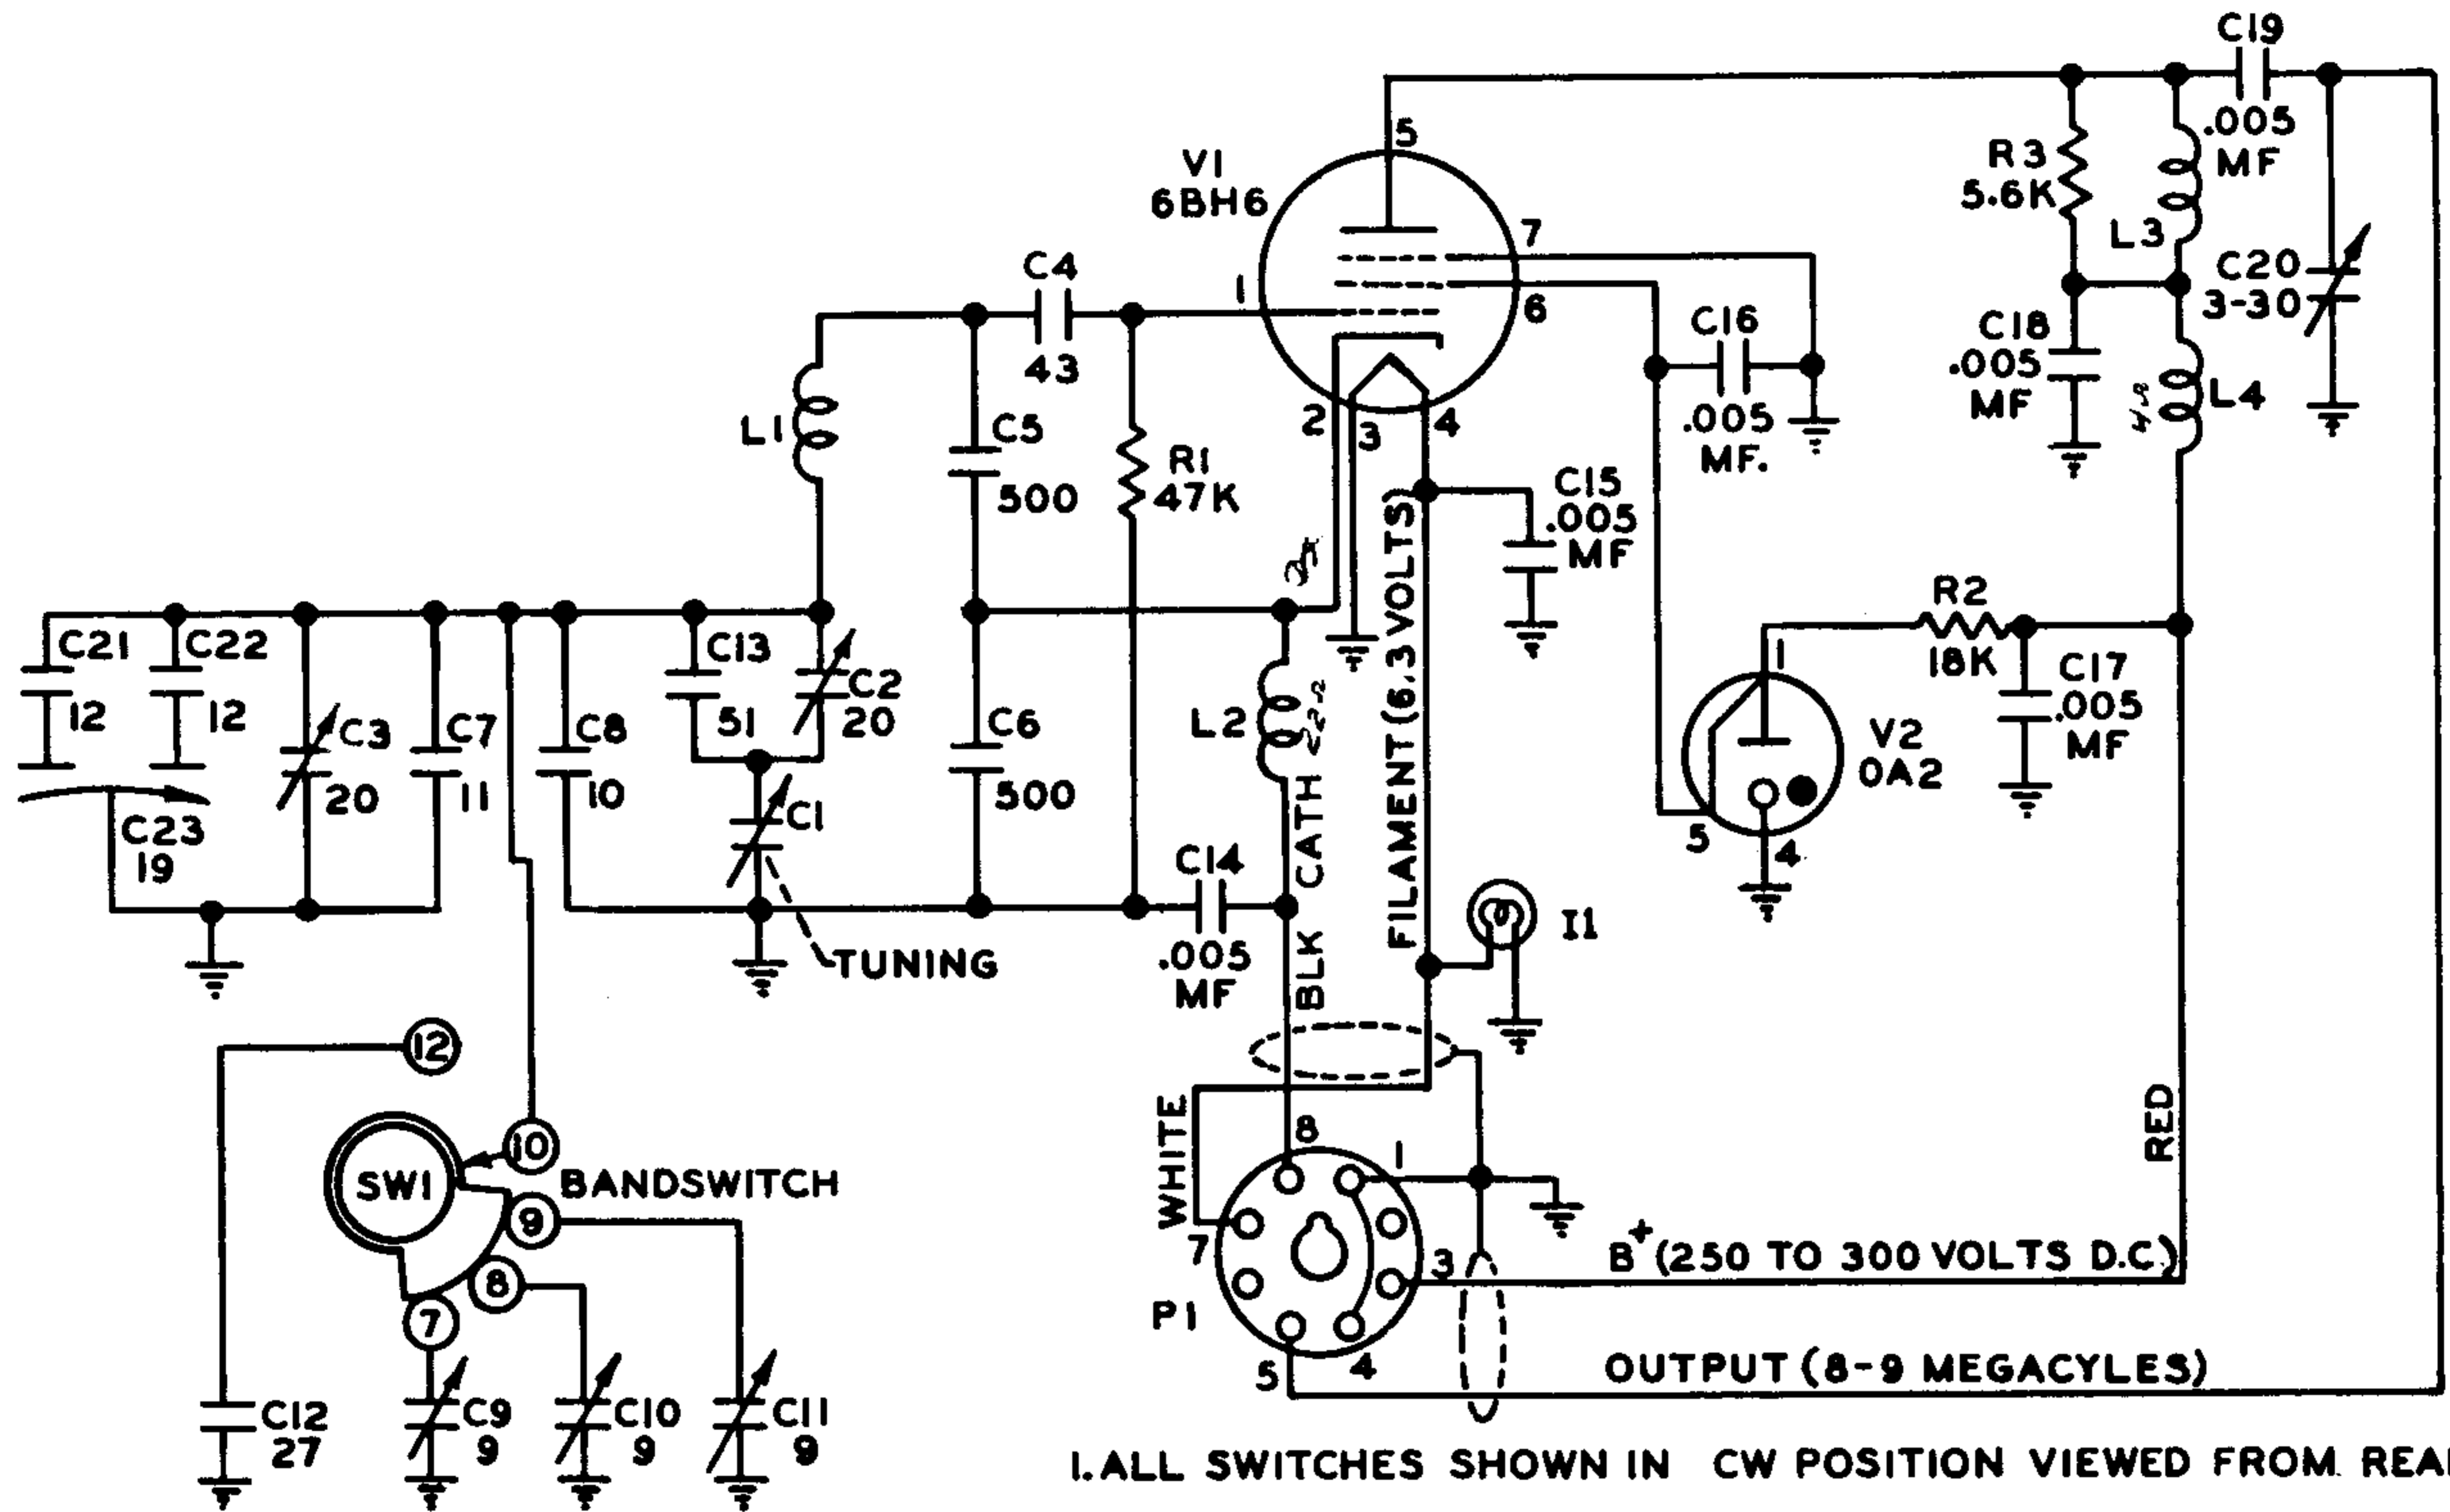 C19
.005
MF
5
V1
6BH6
R3
5.6K
L3
7
C20
3-30
C4
43
1
6
C16
.005
MF.
C18
.005
MF
L4
L1
C5
500
R1
47K
2
3
4
C15
.005
MF
FILAMENT (6.3 VOLTS)
R2
18K
C21
12
C22
12
C3
20
C7
11
C8
10
C13
51
C2
20
C6
500
L2
1
C17
.005
MF
V2
0A2
5
4
C23
19
C1
TUNING
C14
.005
MF
BLK CATH
I1
12
SW1
10
BANDSWITCH
9
8
7
WHITE
8
1
7
3
P1
5
4
RED
B+ (250 TO 300 VOLTS D.C.)
OUTPUT (8-9 MEGACYLES)
C12
27
C9
9
C10
9
C11
9
1. ALL SWITCHES SHOWN IN CW POSITION VIEWED FROM